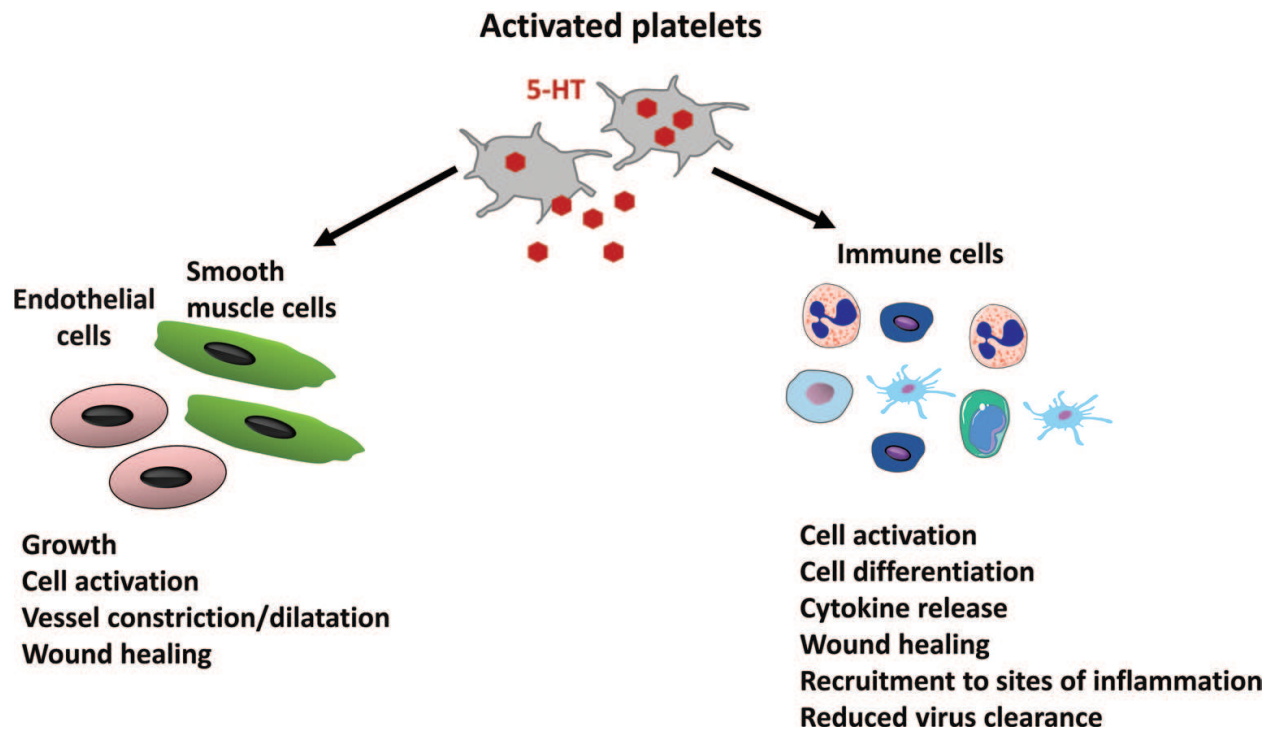 Activated platelets
5-HT
Smooth
muscle cells
Endothelial
cells
Immune cells
Growth
Cell activation
Vessel constriction/dilatation
Wound healing
Cell activation
Cell differentiation
Cytokine release
Wound healing
Recruitment to sites of inflammation
Reduced virus clearance